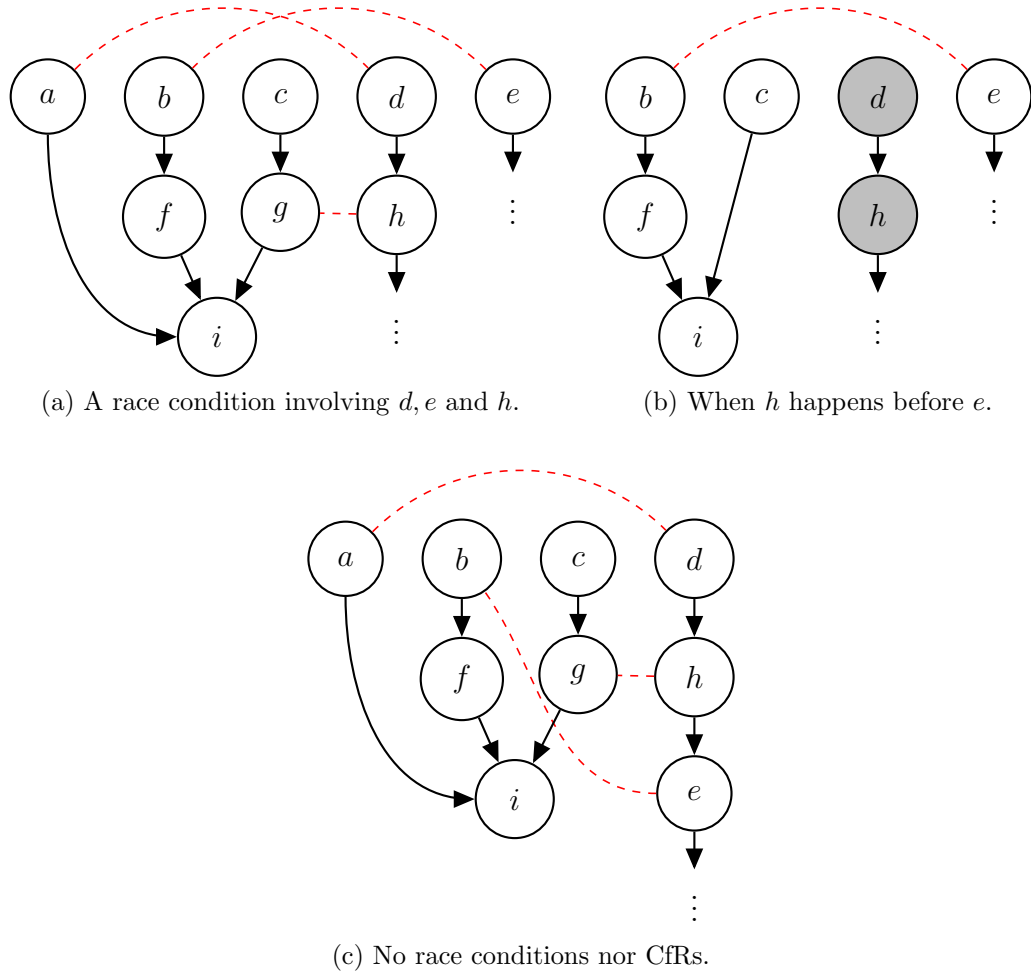 a b c d e b c d e
f g h ⋮ f h ⋮
i ⋮ i ⋮
(a) A race condition involving d, e and h.
(b) When h happens before e.
a b c d
f g h
i e
⋮
(c) No race conditions nor CfRs.